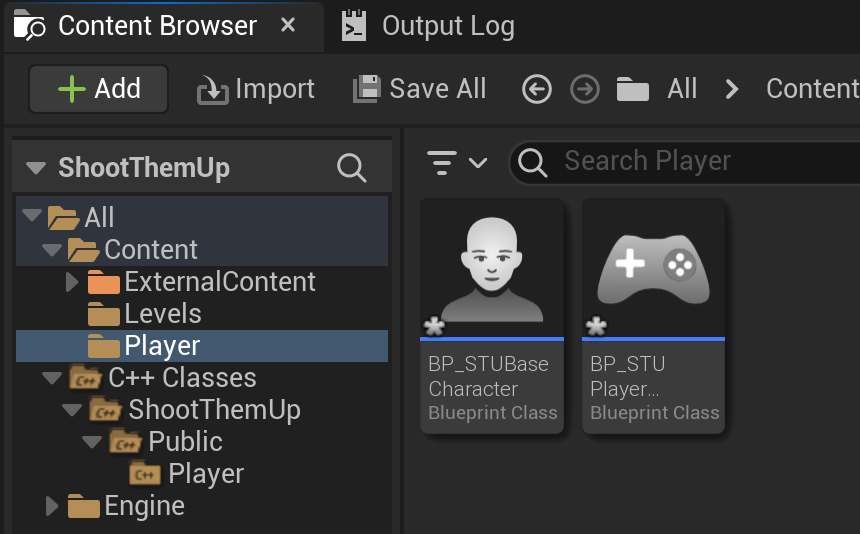 Content Browser × Output Log
Add Import Save All All > Content
ShootThemUp
Search Player
All
Content
ExternalContent
Levels
Player
C++ Classes
ShootThemUp
Public
Player
Engine
BP_STUBase
Character
Blueprint Class
BP_STU
Player...
Blueprint Class